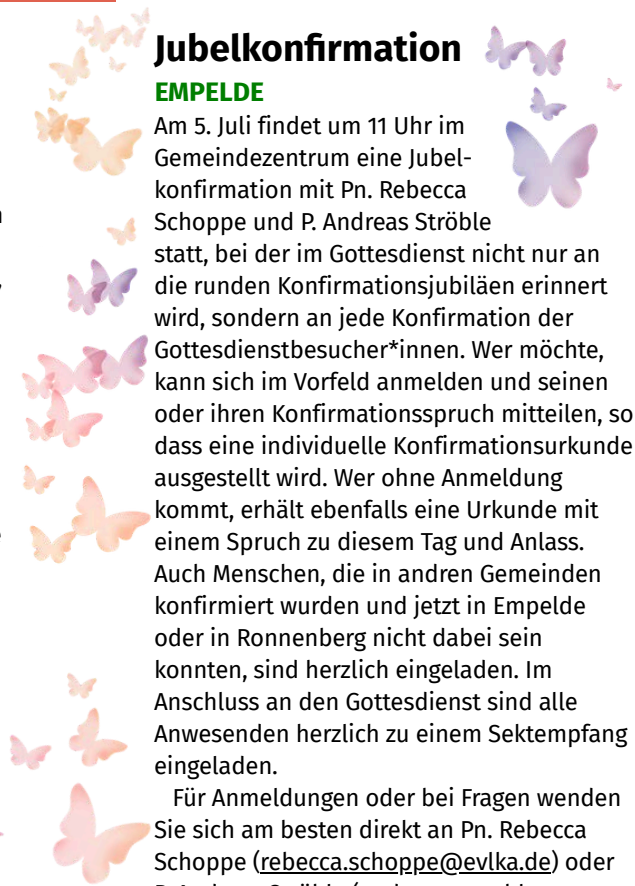 Jubelkonfirmation
EMPELDE
Am 5. Juli findet um 11 Uhr im
Gemeindezentrum eine Jubel-
konfirmation mit Pn. Rebecca
Schoppe und P. Andreas Ströble
statt, bei der im Gottesdienst nicht nur an
die runden Konfirmationsjubiläen erinnert
wird, sondern an jede Konfirmation der
Gottesdienstbesucher*innen. Wer möchte,
kann sich im Vorfeld anmelden und seinen
oder ihren Konfirmationsspruch mitteilen, so
dass eine individuelle Konfirmationsurkunde
ausgestellt wird. Wer ohne Anmeldung
kommt, erhält ebenfalls eine Urkunde mit
einem Spruch zu diesem Tag und Anlass.
Auch Menschen, die in andren Gemeinden
konfirmiert wurden und jetzt in Empelde
oder in Ronnenberg nicht dabei sein
konnten, sind herzlich eingeladen. Im
Anschluss an den Gottesdienst sind alle
Anwesenden herzlich zu einem Sektempfang
eingeladen.
Für Anmeldungen oder bei Fragen wenden
Sie sich am besten direkt an Pn. Rebecca
Schoppe (rebecca.schoppe@evlka.de) oder